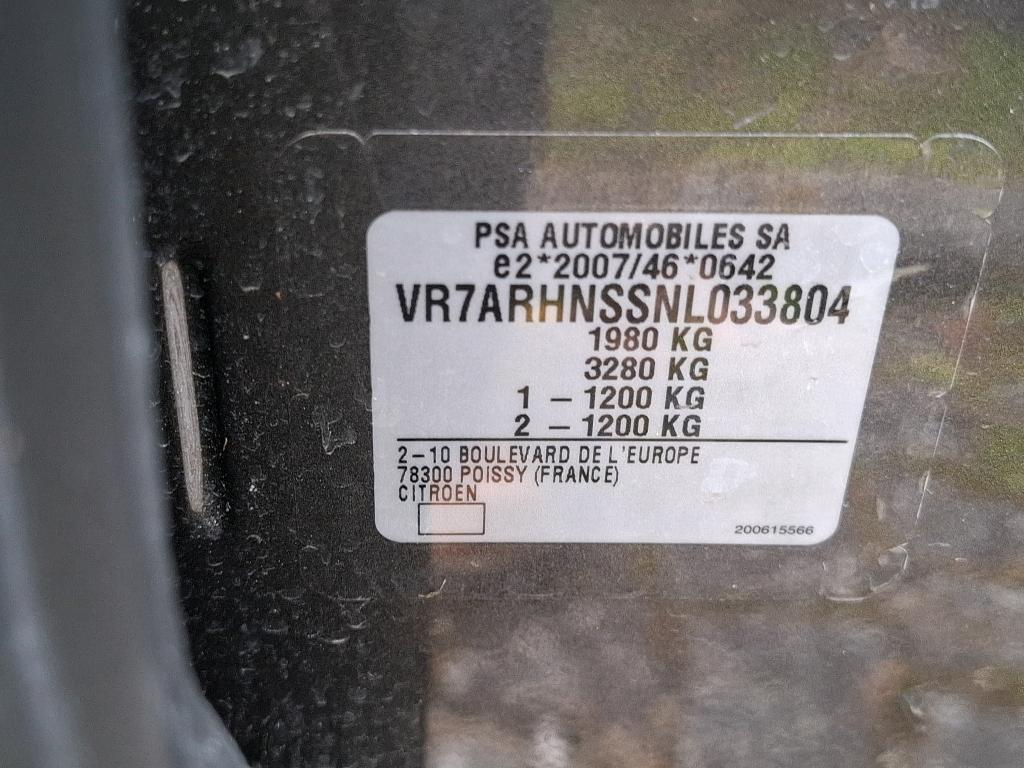 PSA AUTOMOBILES SA
e2*2007/46*0642
VR7ARHNSSNL033804
1980 KG
3280 KG
1 – 1200 KG
2 – 1200 KG
2–10 BOULEVARD DE L'EUROPE
78300 POISSY (FRANCE)
CITROEN
200615566